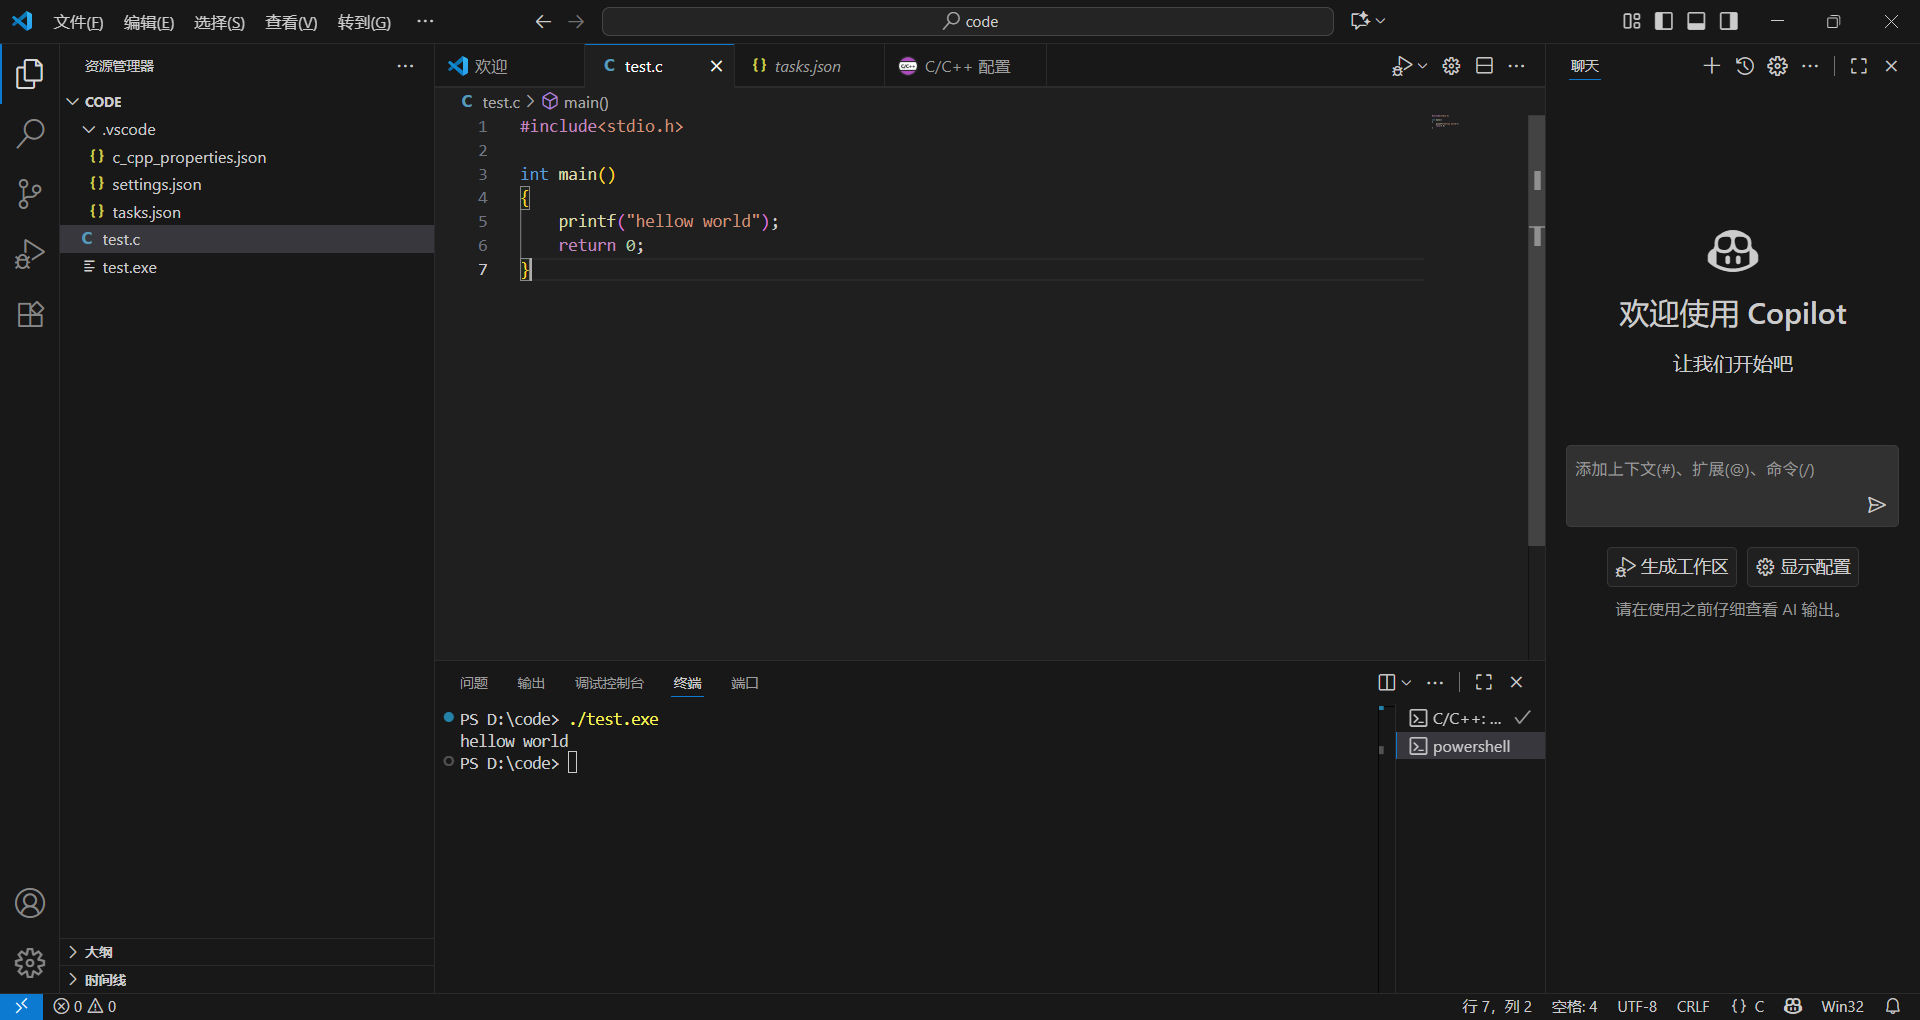 文件(F) 编辑(E) 选择(S) 查看(V) 转到(G) ··· code
资源管理器
CODE
.vscode
c_cpp_properties.json
settings.json
tasks.json
test.c
test.exe
大纲
时间线
欢迎 test.c tasks.json C/C++ 配置
test.c > main()
1 #include<stdio.h>
2
3 int main()
4 {
5 printf("hellow world");
6 return 0;
7 }
问题 输出 调试控制台 终端 端口
PS D:\code> ./test.exe
hellow world
PS D:\code>
C/C++: ...
powershell
聊天
欢迎使用 Copilot
让我们开始吧
添加上下文(#)、扩展(@)、命令(/)
生成工作区 显示配置
请在使用之前仔细查看 AI 输出。
0 0 行 7，列 2 空格: 4 UTF-8 CRLF {} C Win32